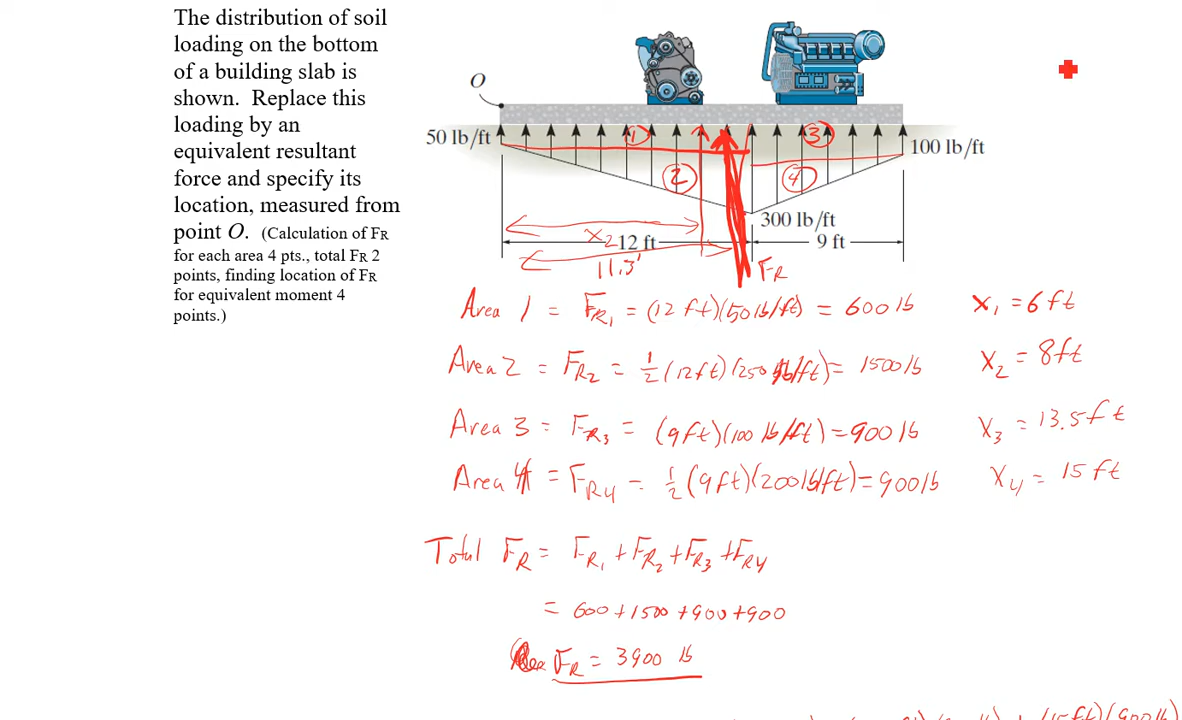 The distribution of soil
loading on the bottom
of a building slab is
shown. Replace this
loading by an
equivalent resultant
force and specify its
location, measured from
point O. (Calculation of FR
for each area 4 pts., total FR 2
points, finding location of FR
for equivalent moment 4
points.)
O
50 lb/ft
1
3
100 lb/ft
2
4
300 lb/ft
X2
12 ft
9 ft
11.3'
FR
Area 1 = FR1 = (12 ft)(50 lb/ft) = 600 lb X1 = 6 ft
Area 2 = FR2 = 1/2 (12 ft)(250 lb/ft) = 1500 lb X2 = 8 ft
Area 3 = FR3 = (9 ft)(100 lb/ft) = 900 lb X3 = 13.5 ft
Area 4 = FR4 = 1/2 (9 ft)(200 lb/ft) = 900 lb X4 = 15 ft
Total FR = FR1 + FR2 + FR3 + FR4
= 600 + 1500 + 900 + 900
FR = 3900 lb
(15 ft)(900 lb)